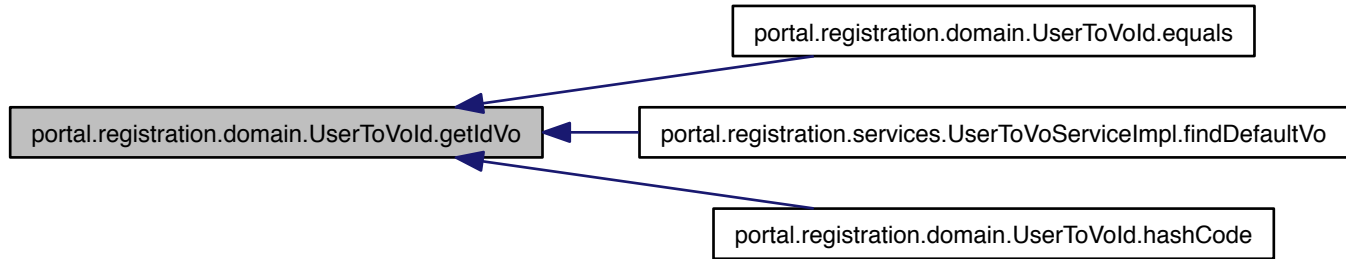 portal.registration.domain.UserToVoId.equals
portal.registration.domain.UserToVoId.getIdVo
portal.registration.services.UserToVoServiceImpl.findDefaultVo
portal.registration.domain.UserToVoId.hashCode